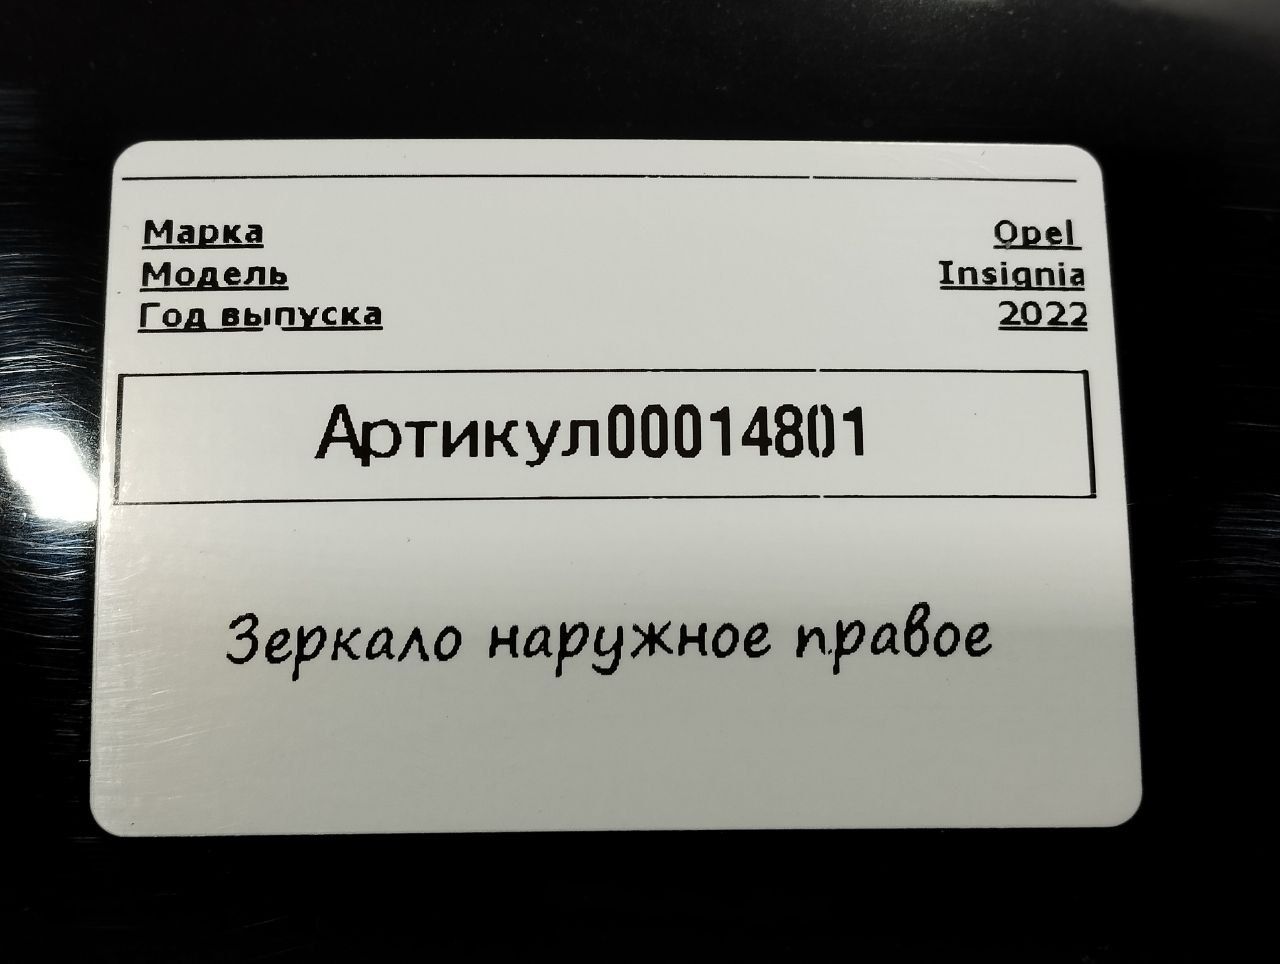 Марка Opel
Модель Insignia
Год выпуска 2022
Артикул00014801
Зеркало наружное правое